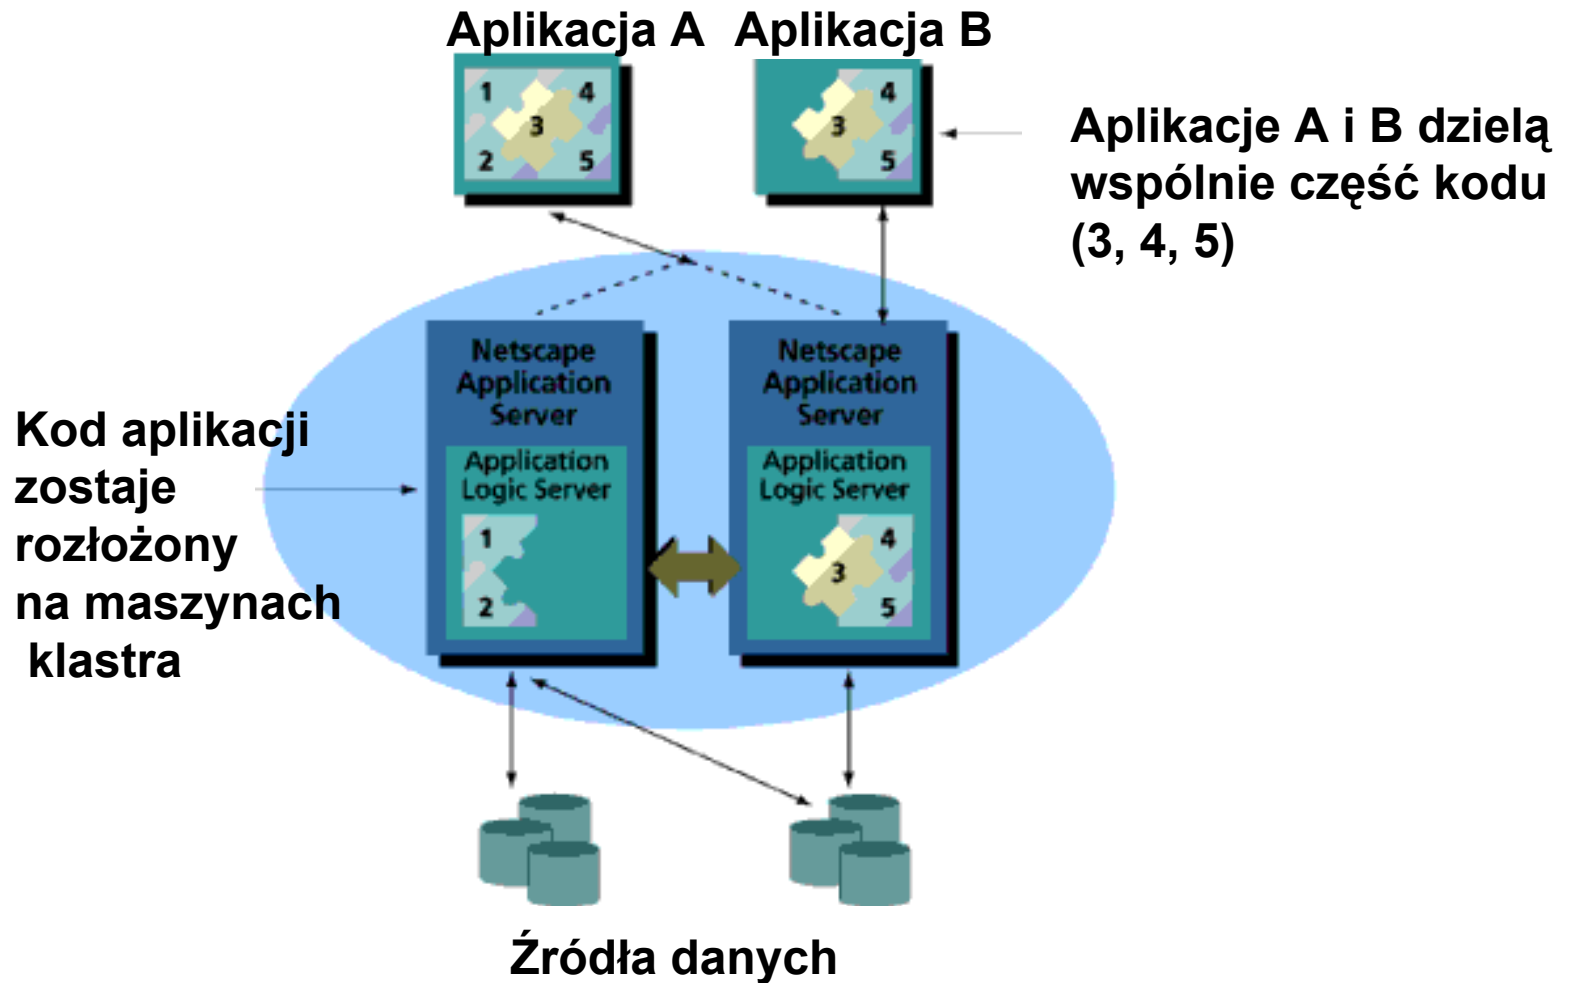 Aplikacja A Aplikacja B
1 4
3
2 5
4
3
5
Aplikacje A i B dzielą
wspólnie część kodu
(3, 4, 5)
Kod aplikacji
zostaje
rozłożony
na maszynach
klastra
Netscape
Application
Server
Application
Logic Server
1
2
Netscape
Application
Server
Application
Logic Server
4
3
5
Źródła danych